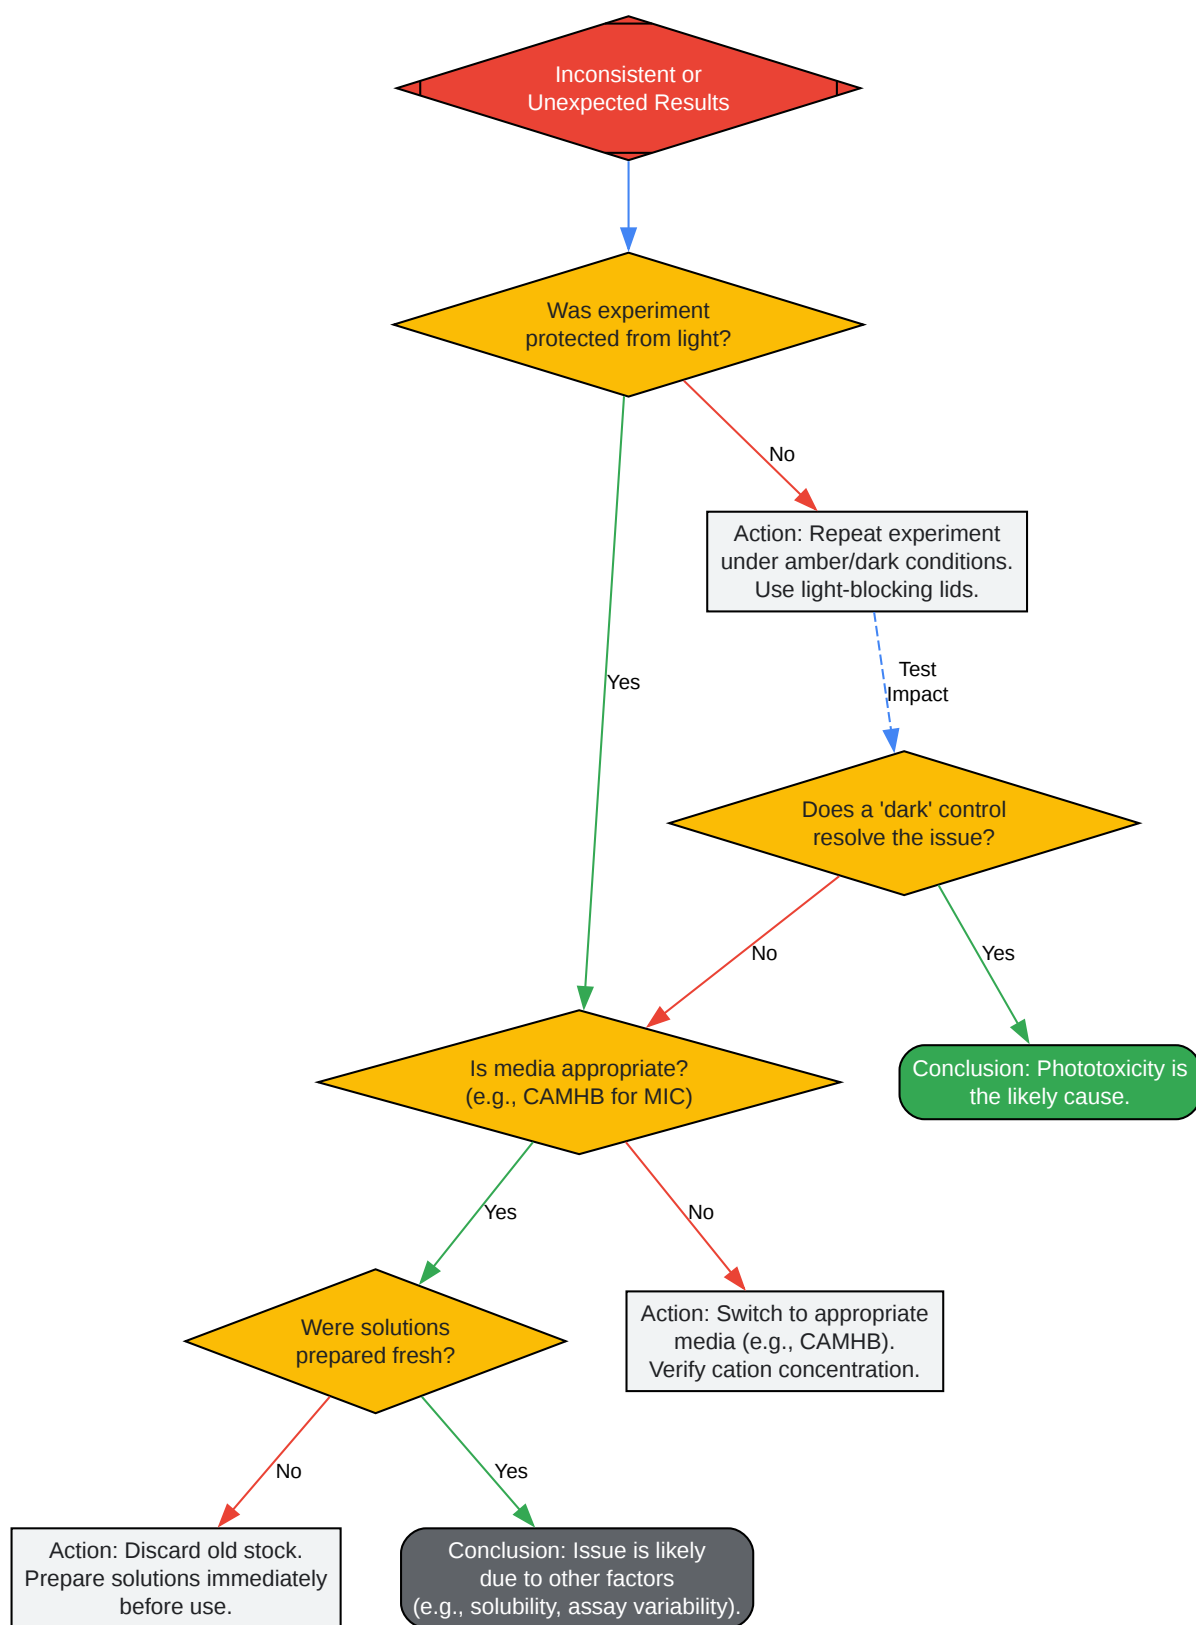 Inconsistent or
Unexpected Results
Was experiment
protected from light?
No
Action: Repeat experiment
under amber/dark conditions.
Use light-blocking lids.
Yes
Test
Impact
Does a 'dark' control
resolve the issue?
No
Yes
Is media appropriate?
(e.g., CAMHB for MIC)
Conclusion: Phototoxicity is
the likely cause.
Yes
No
Were solutions
prepared fresh?
Action: Switch to appropriate
media (e.g., CAMHB).
Verify cation concentration.
No
Yes
Action: Discard old stock.
Prepare solutions immediately
before use.
Conclusion: Issue is likely
due to other factors
(e.g., solubility, assay variability).